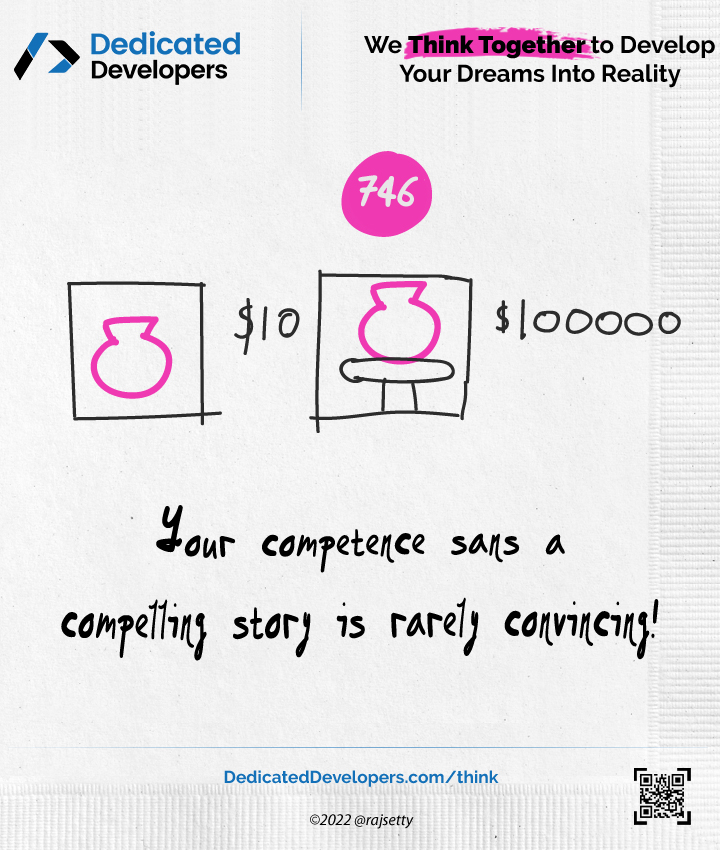 Dedicated
Developers
We Think Together to Develop
Your Dreams Into Reality
746
$10
$100000
Your competence sans a
compelling story is rarely convincing!
DedicatedDevelopers.com/think
©2022 @rajsetty